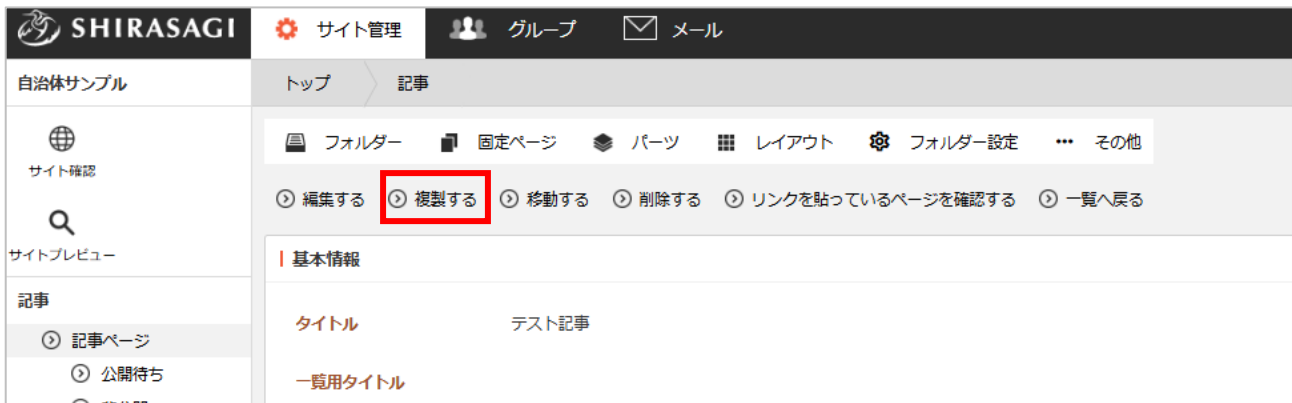 SHIRASAGI サイト管理 グループ メール
自治体サンプル トップ 記事
フォルダー 固定ページ パーツ レイアウト フォルダー設定 ••• その他
サイト確認
編集する 複製する 移動する 削除する リンクを貼っているページを確認する 一覧へ戻る
サイトプレビュー
基本情報
記事
タイトル テスト記事
記事ページ
公開待ち
一覧用タイトル